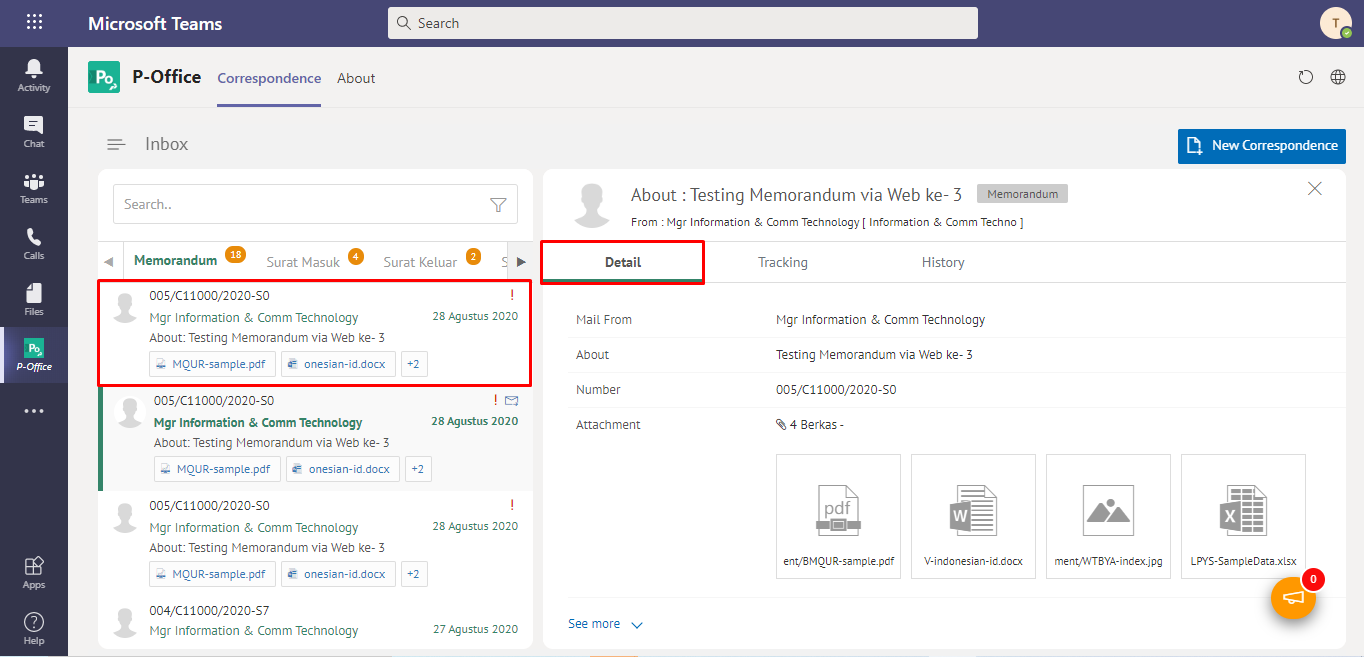 Microsoft Teams
Search
T
Activity
Chat
Teams
Calls
Files
Po
P-Office
Apps
Help
Po
P-Office
Correspondence
About
Inbox
New Correspondence
Search..
Memorandum 18
Surat Masuk 4
Surat Keluar 2
S
005/C11000/2020-S0 !
Mgr Information & Comm Technology 28 Agustus 2020
About: Testing Memorandum via Web ke- 3
MQUR-sample.pdf onesian-id.docx +2
005/C11000/2020-S0 !
Mgr Information & Comm Technology 28 Agustus 2020
About: Testing Memorandum via Web ke- 3
MQUR-sample.pdf onesian-id.docx +2
005/C11000/2020-S0 !
Mgr Information & Comm Technology 28 Agustus 2020
About: Testing Memorandum via Web ke- 3
MQUR-sample.pdf onesian-id.docx +2
004/C11000/2020-S7
Mgr Information & Comm Technology 27 Agustus 2020
About : Testing Memorandum via Web ke- 3 Memorandum
From : Mgr Information & Comm Technology [ Information & Comm Techno ]
Detail Tracking History
Mail From Mgr Information & Comm Technology
About Testing Memorandum via Web ke- 3
Number 005/C11000/2020-S0
Attachment 4 Berkas -
pdf W X
ent/BMQUR-sample.pdf V-indonesian-id.docx ment/WTBYA-index.jpg LPYS-SampleData.xlsx
0
See more